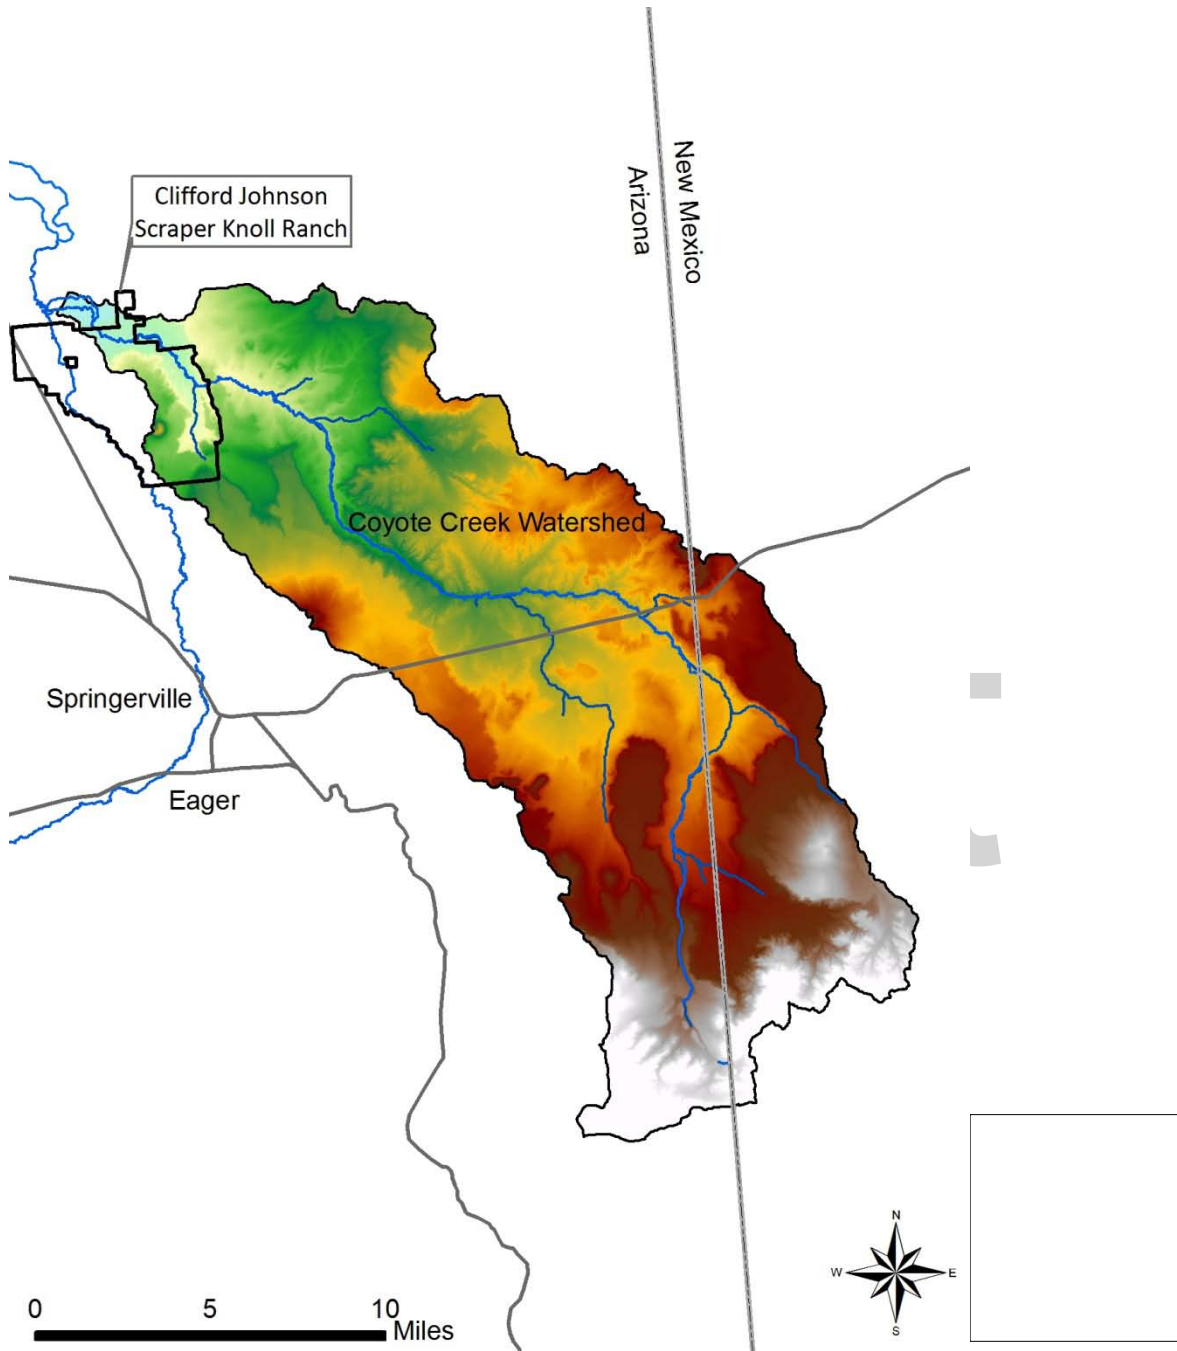 New Mexico
Arizona
Clifford Johnson
Scraper Knoll Ranch
Coyote Creek Watershed
Springerville
Eager
N
W
E
S
0 5 10
Miles